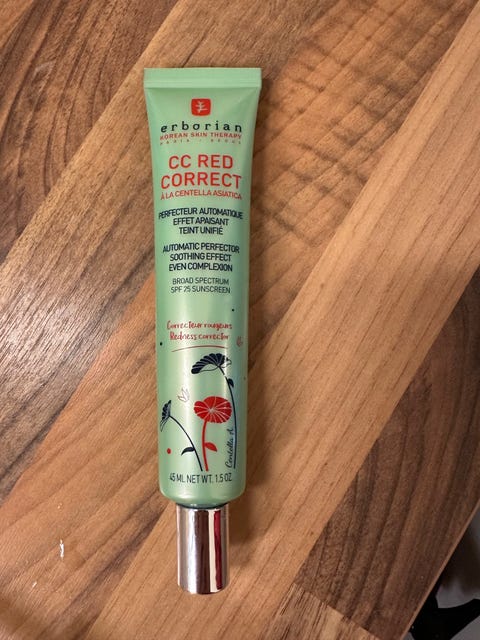 erborian
KOREAN SKIN THERAPY
PARIS - SEOUL
CC RED
CORRECT
À LA CENTELLA ASIATICA
PERFECTEUR AUTOMATIQUE
EFFET APAISANT
TEINT UNIFIÉ
AUTOMATIC PERFECTOR
SOOTHING EFFECT
EVEN COMPLEXION
BROAD SPECTRUM
SPF 25 SUNSCREEN
Correcteur rougeurs
Redness corrector
Centella A.
45 ML NET WT. 1.5 OZ.